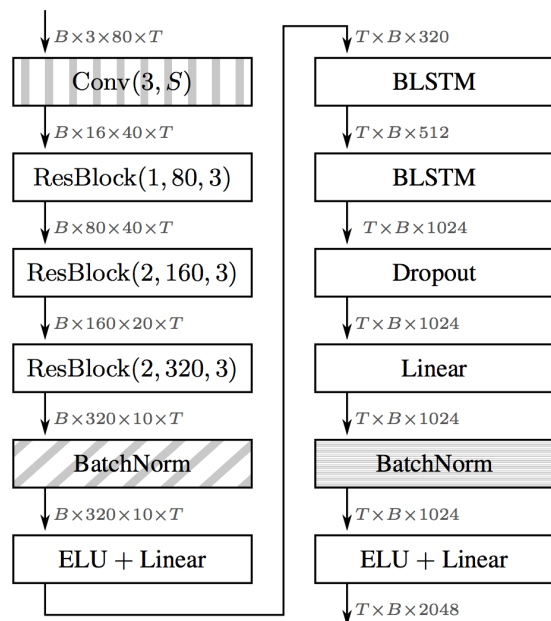 B×3×80×T
Conv(3, S)
B×16×40×T
ResBlock(1, 80, 3)
B×80×40×T
ResBlock(2, 160, 3)
B×160×20×T
ResBlock(2, 320, 3)
B×320×10×T
BatchNorm
B×320×10×T
ELU + Linear
T×B×320
BLSTM
T×B×512
BLSTM
T×B×1024
Dropout
T×B×1024
Linear
T×B×1024
BatchNorm
T×B×1024
ELU + Linear
T×B×2048